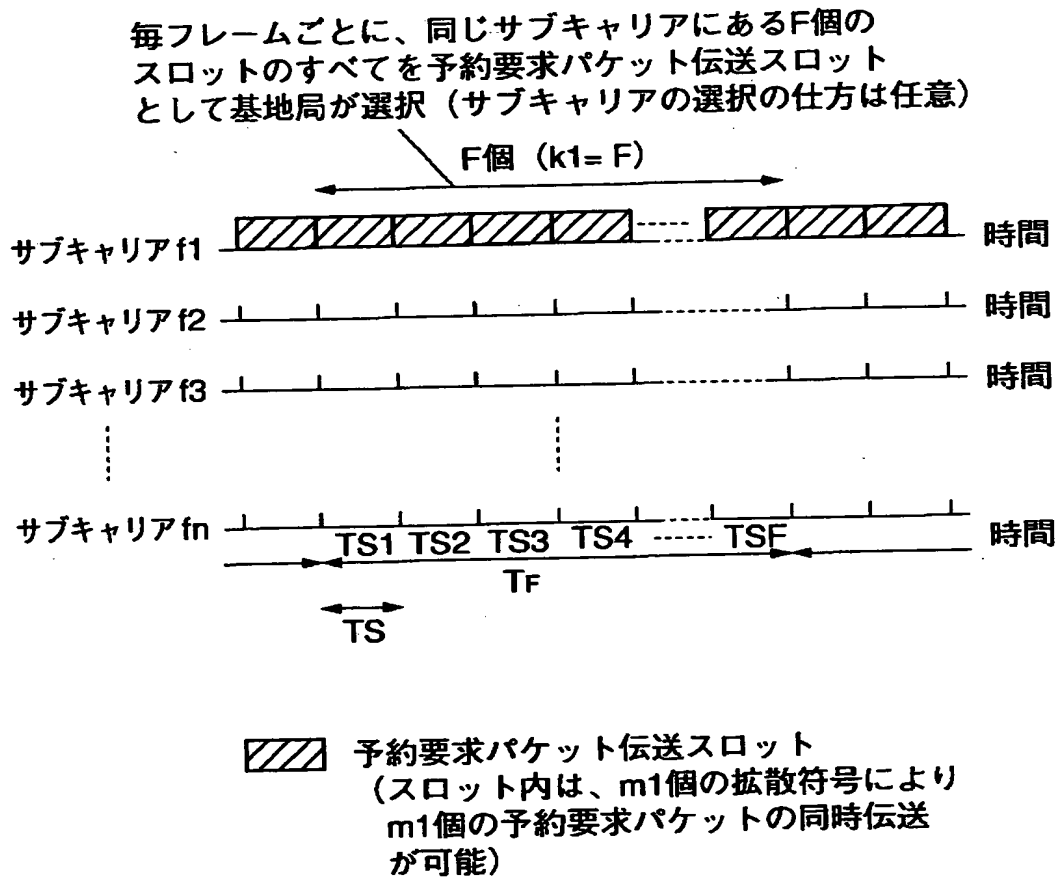 毎フレームごとに、同じサブキャリアにあるF個の
スロットのすべてを予約要求パケット伝送スロット
として基地局が選択（サブキャリアの選択の仕方は任意）
F個（k1= F）
サブキャリアf1
時間
サブキャリアf2
時間
サブキャリアf3
時間
サブキャリアfn
時間
TS1 TS2 TS3 TS4 TSF
TF
TS
予約要求パケット伝送スロット
（スロット内は、m1個の拡散符号により
m1個の予約要求パケットの同時伝送
が可能）